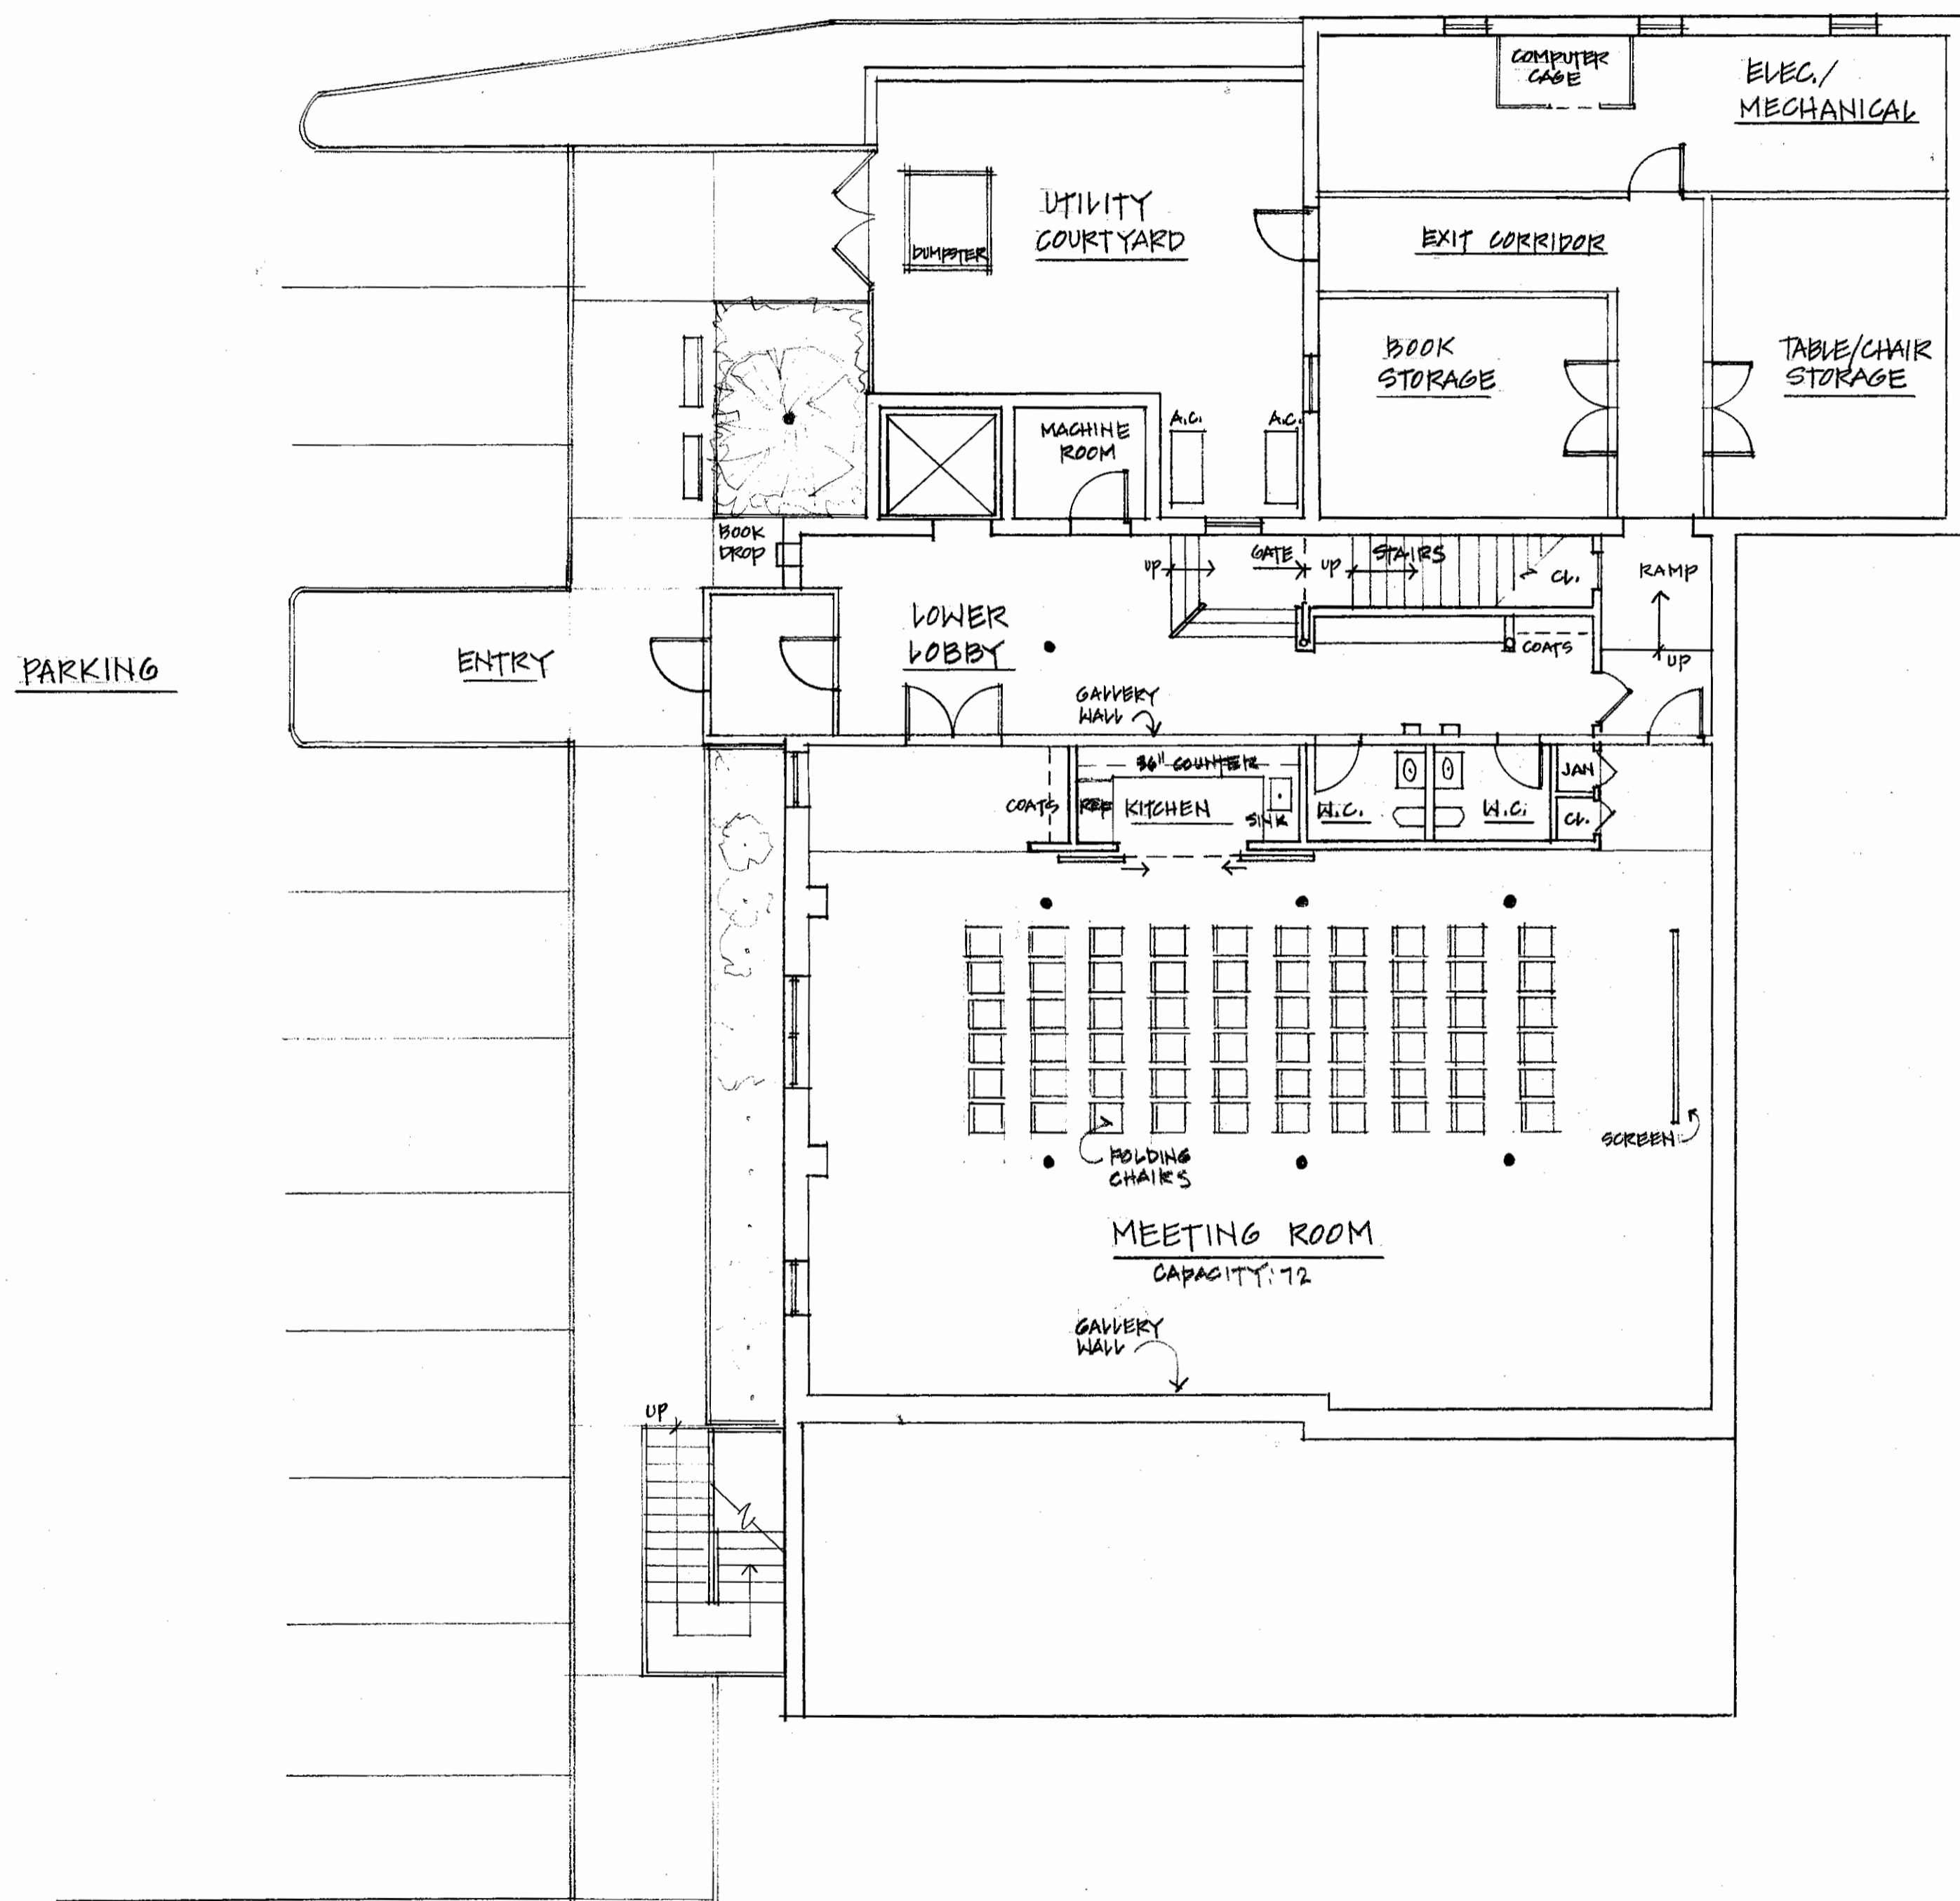 COMPUTER
CAGE
ELEC./
MECHANICAL
UTILITY
COURTYARD
DUMPSTER
EXIT CORRIDOR
BOOK
STORAGE
TABLE/CHAIR
STORAGE
MACHINE
ROOM
A.C.
A.C.
BOOK
DROP
UP
GATE
UP
STAIRS
CL.
RAMP
UP
LOWER
LOBBY
COATS
PARKING
ENTRY
GALLERY
WALL
36" COUNTER
COATS
REF
KITCHEN
SINK
W.C.
W.C.
JAN
CL.
FOLDING
CHAIRS
SCREEN
MEETING ROOM
CAPACITY: 72
GALLERY
WALL
UP